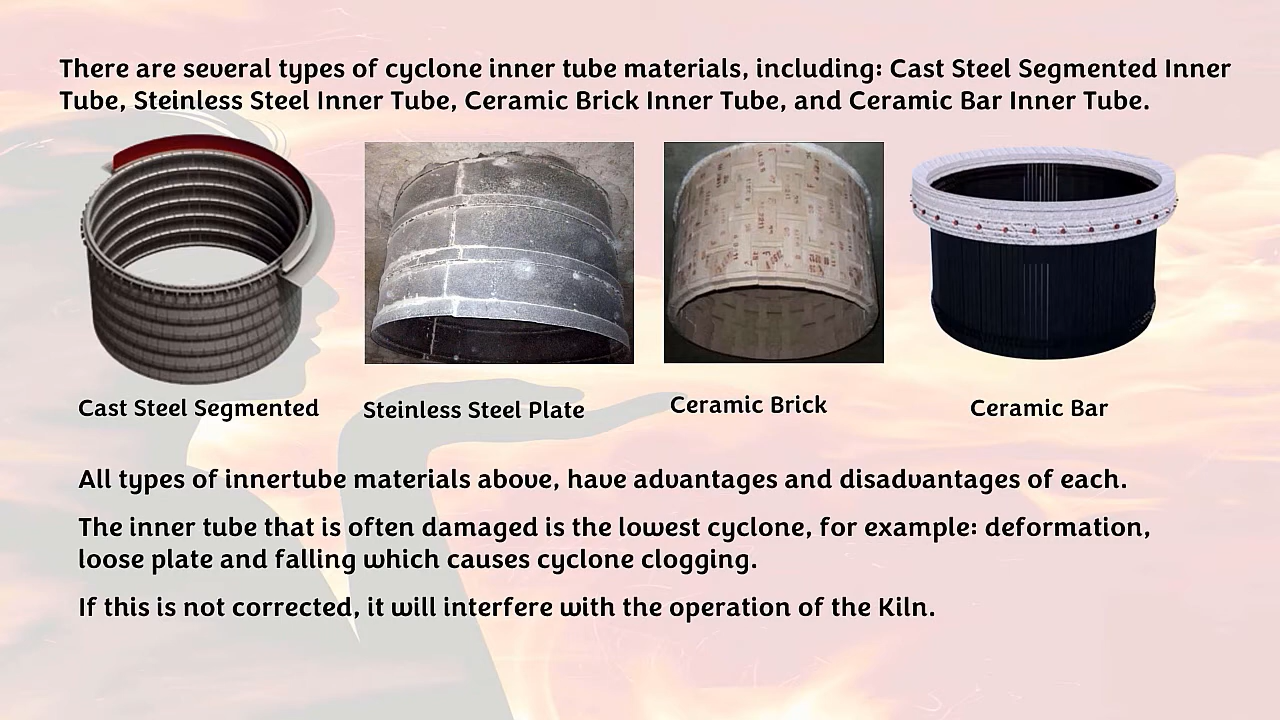 There are several types of cyclone inner tube materials, including: Cast Steel Segmented Inner
Tube, Steinless Steel Inner Tube, Ceramic Brick Inner Tube, and Ceramic Bar Inner Tube.
Cast Steel Segmented
Steinless Steel Plate
Ceramic Brick
Ceramic Bar
All types of innertube materials above, have advantages and disadvantages of each.
The inner tube that is often damaged is the lowest cyclone, for example: deformation,
loose plate and falling which causes cyclone clogging.
If this is not corrected, it will interfere with the operation of the Kiln.